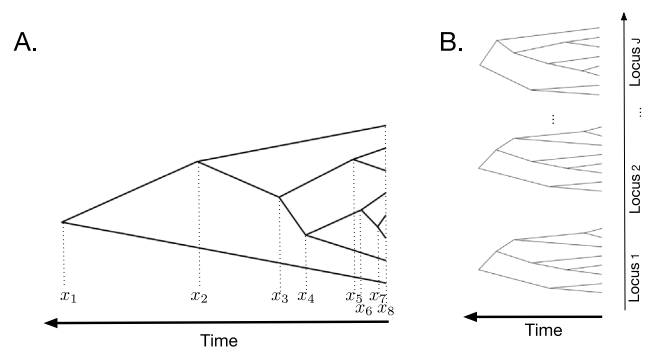 A.
x₁ x₂ x₃ x₄ x₅ x₇
x₆ x₈
Time
B.
Locus J
...
Locus 2
Locus 1
...
Time